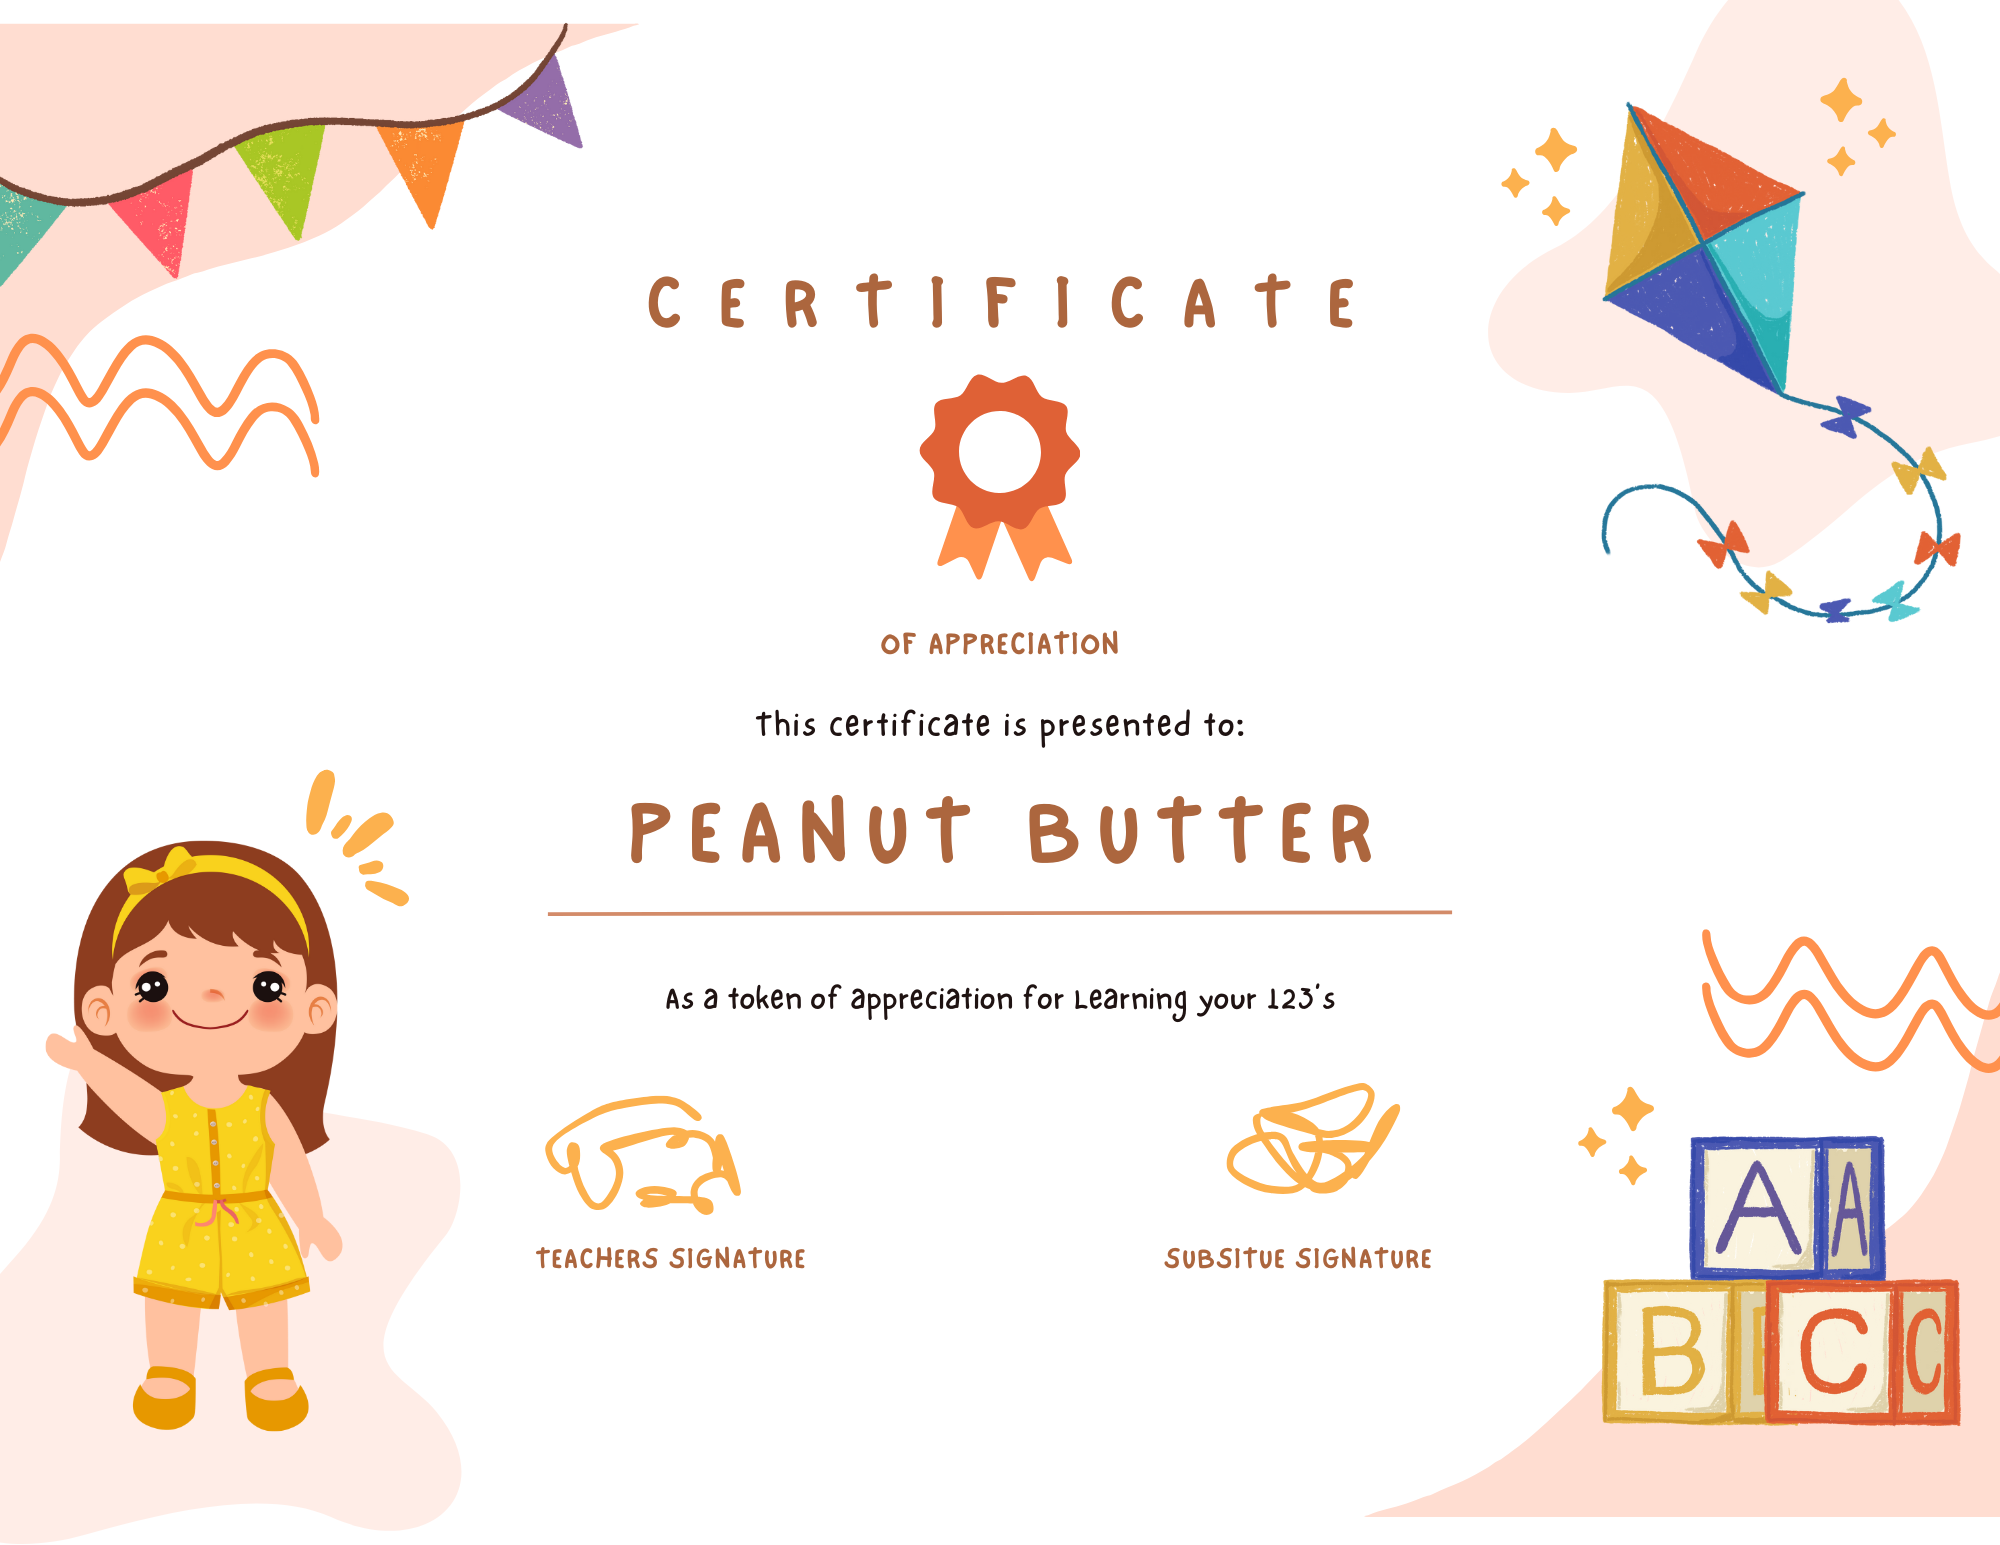 CERTIFICATE
OF APPRECIATION
This certificate is presented to:
PEANUT BUTTER
As a token of appreciation for Learning your 123's
TEACHERS SIGNATURE
SUBSITUE SIGNATURE
A A
B C C